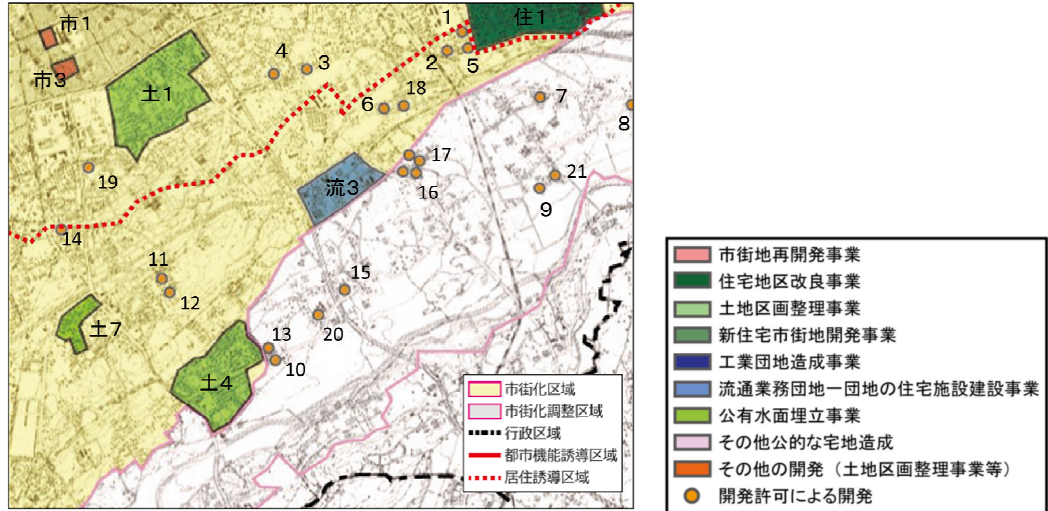 市1
住1
1
4
3
2
5
市3
土1
6
18
7
8
17
19
流3
16
21
9
14
11
15
12
土7
13
20
土4
10
市街化区域
市街化調整区域
行政区域
都市機能誘導区域
居住誘導区域
市街地再開発事業
住宅地区改良事業
土地区画整理事業
新住宅市街地開発事業
工業団地造成事業
流通業務団地一団地の住宅施設建設事業
公有水面埋立事業
その他公的な宅地造成
その他の開発（土地区画整理事業等）
開発許可による開発